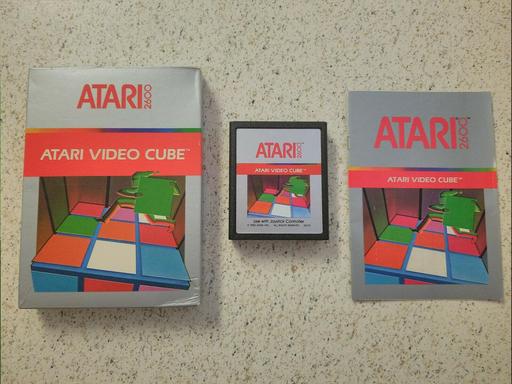 ATARI 2600
ATARI VIDEO CUBE™
ATARI 2600
ATARI VIDEO CUBE™
Use with Joystick Controller
ATARI 2600
ATARI VIDEO CUBE™